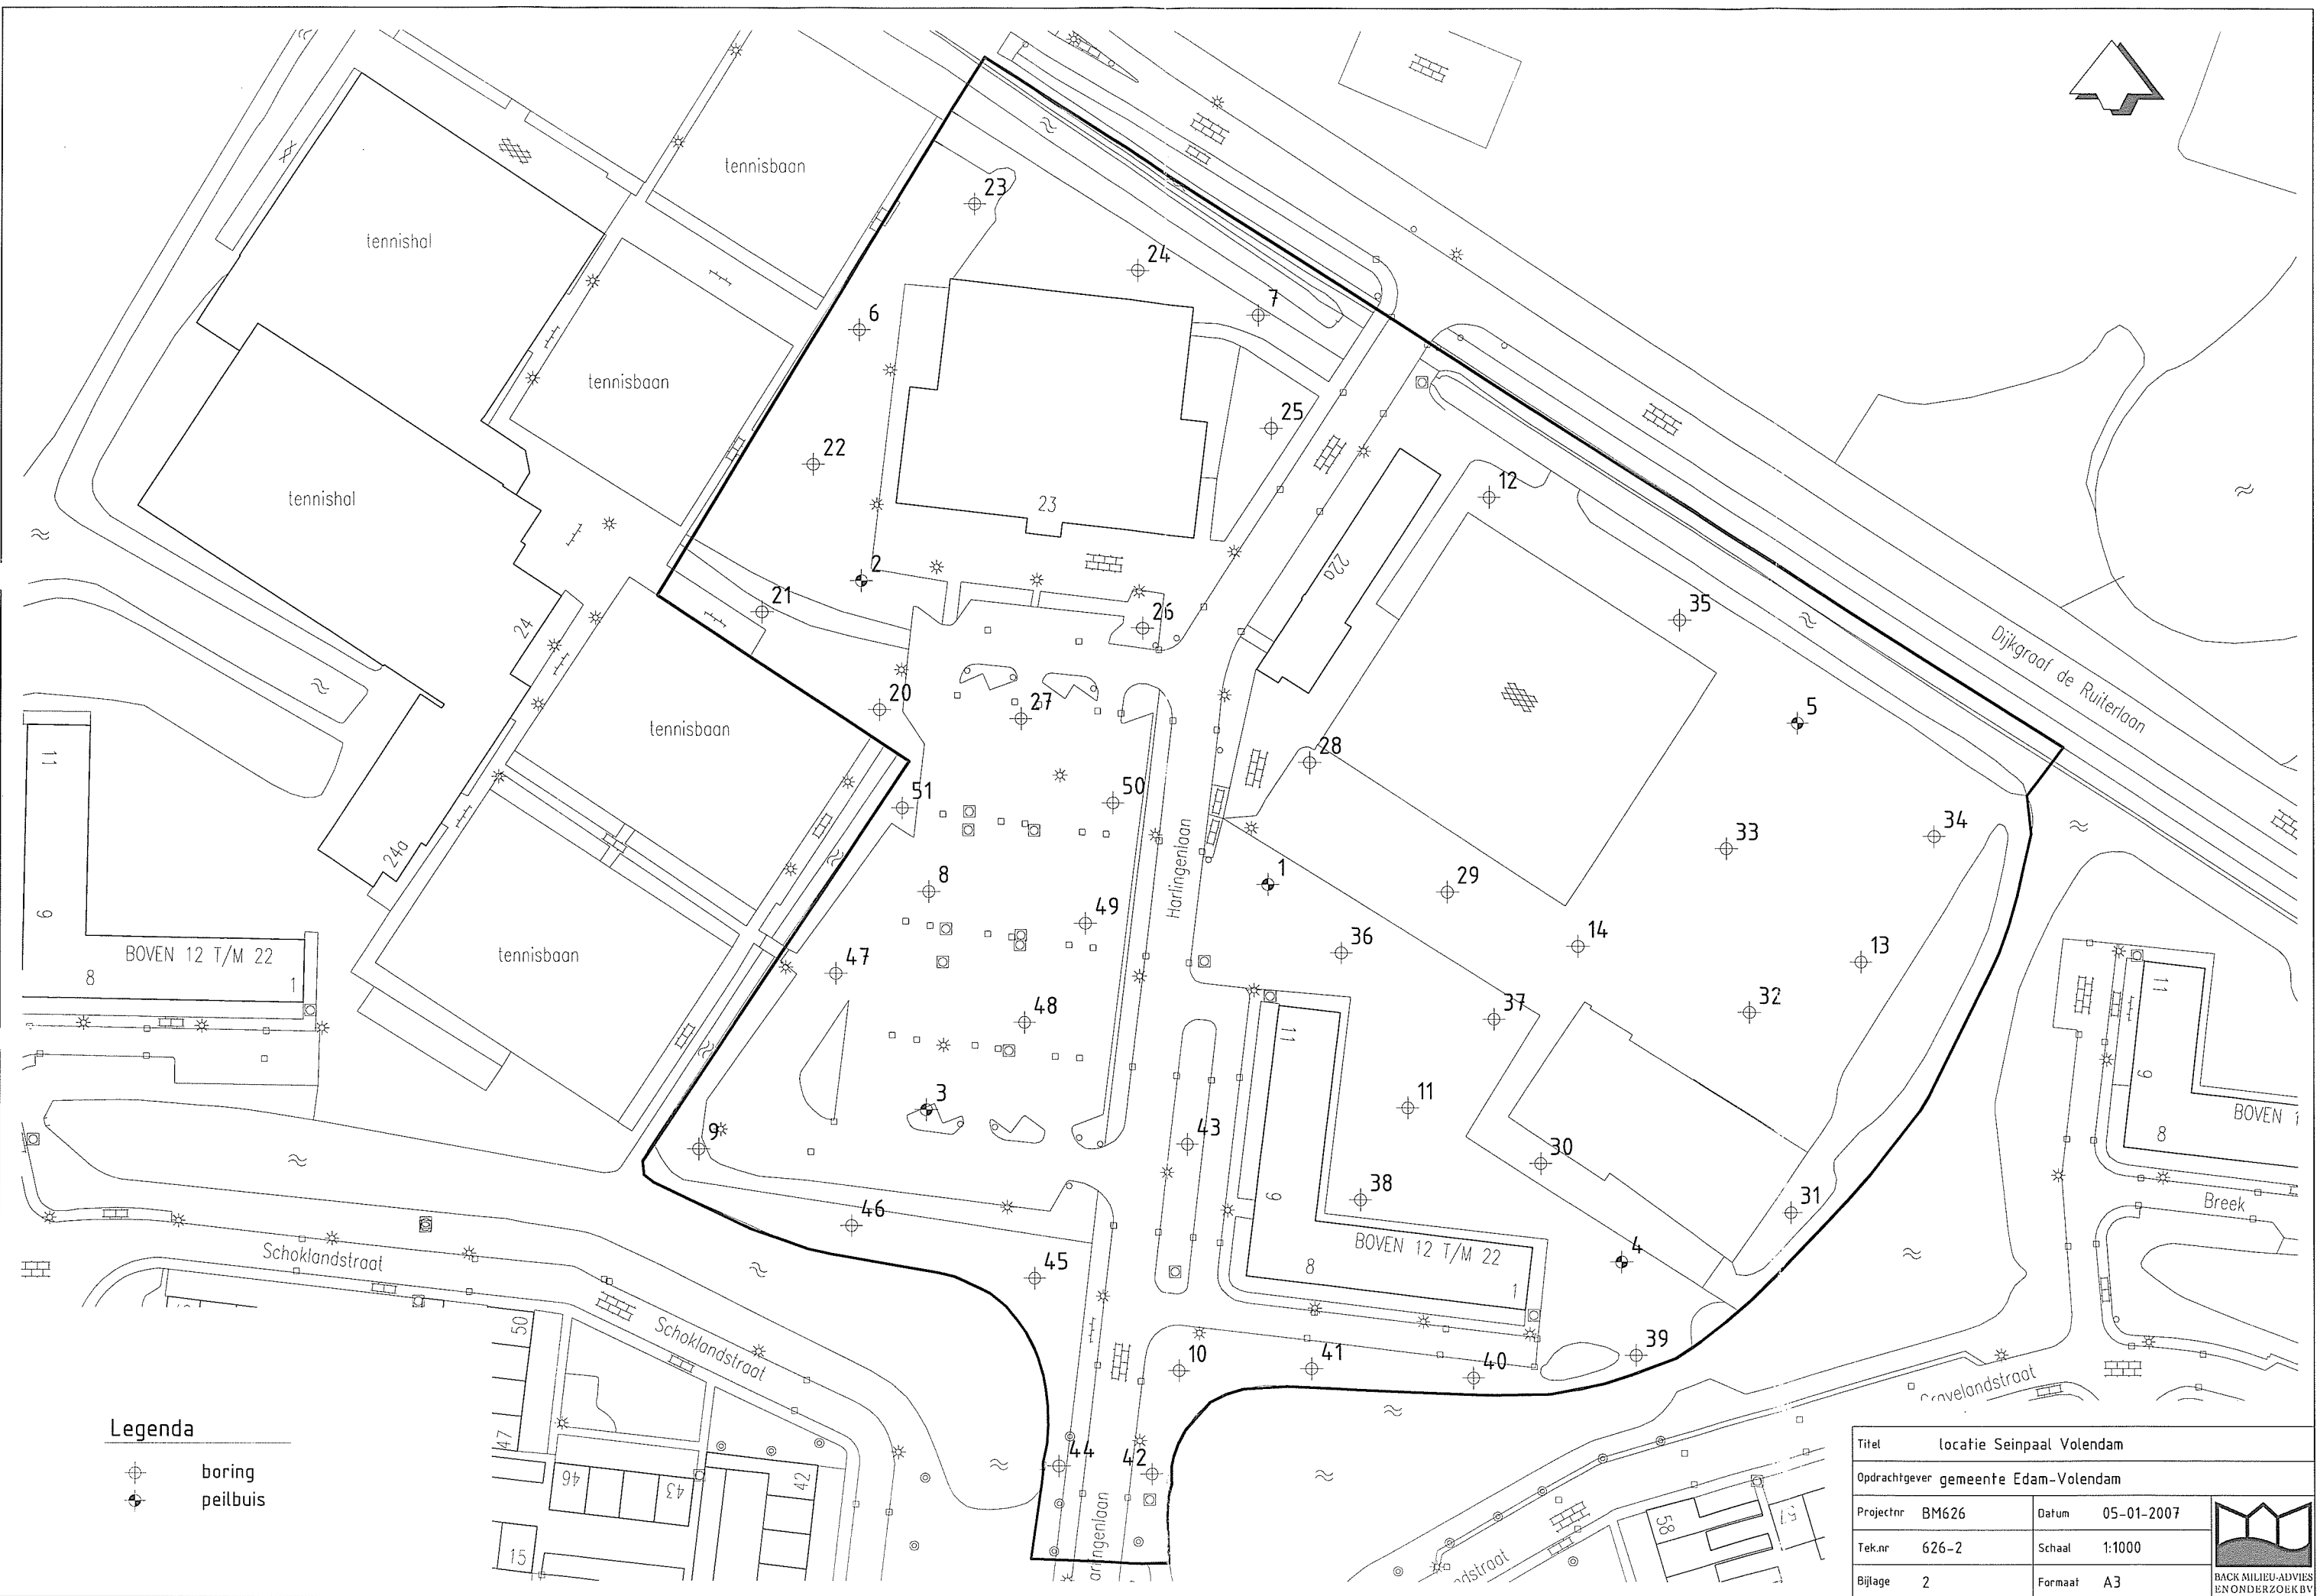 tennisbaan
23
tennishal
24
7
6
tennisbaan
25
22
12
tennishal
23
22a
2
21
26
35
24
Dijkgraaf de Ruiterlaan
20
27
5
tennisbaan
28
11
51
50
34
33
24a
Harlingenlaan
8
1
29
9
49
14
36
13
BOVEN 12 T/M 22
tennisbaan
47
8
1
11
32
37
48
11
9
11
3
BOVEN
43
9
8
30
9
38
31
Breek
46
Schoklandstraat
BOVEN 12 T/M 22
4
8
45
1
50
Schoklandstraat
39
10
41
40
Legenda
47
44
42
boring
46
43
42
peilbuis
15
58
57
Titel locatie Seinpaal Volendam
Opdrachtgever gemeente Edam-Volendam
Projectnr BM626 Datum 05-01-2007
Tek.nr 626-2 Schaal 1:1000
Bijlage 2 Formaat A3
BACK MILIEU-ADVIES
EN ONDERZOEK BV